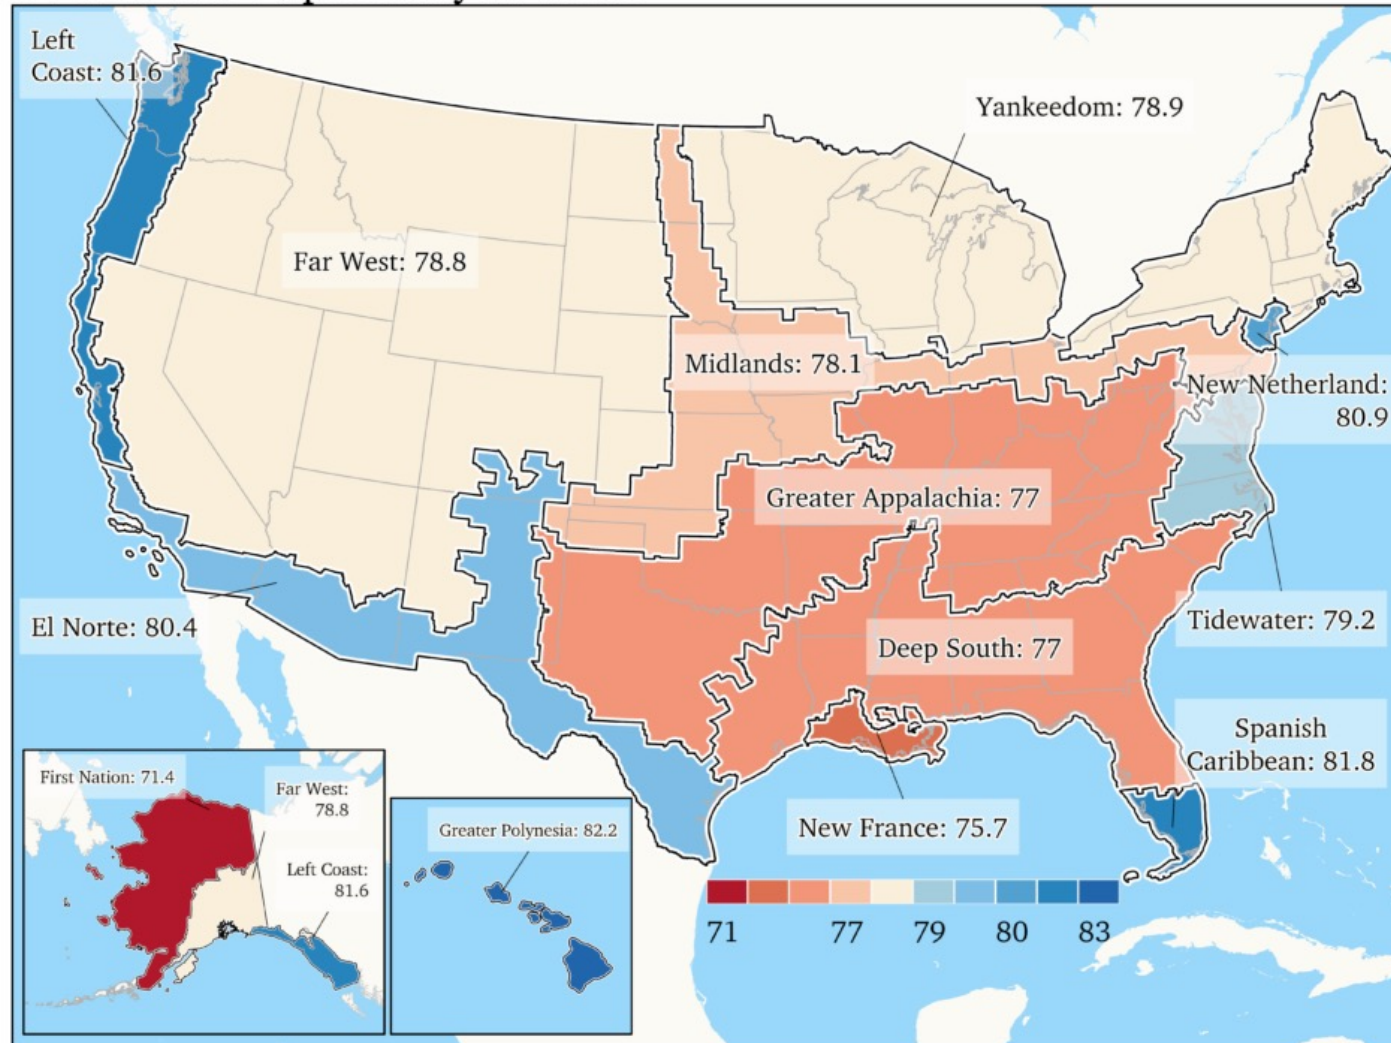 Left
Coast: 81.6
Yankeedom: 78.9
Far West: 78.8
Midlands: 78.1
New Netherland:
80.9
Greater Appalachia: 77
El Norte: 80.4
Tidewater: 79.2
Deep South: 77
Spanish
Caribbean: 81.8
First Nation: 71.4
Far West:
78.8
Left Coast:
81.6
Greater Polynesia: 82.2
New France: 75.7
71 77 79 80 83